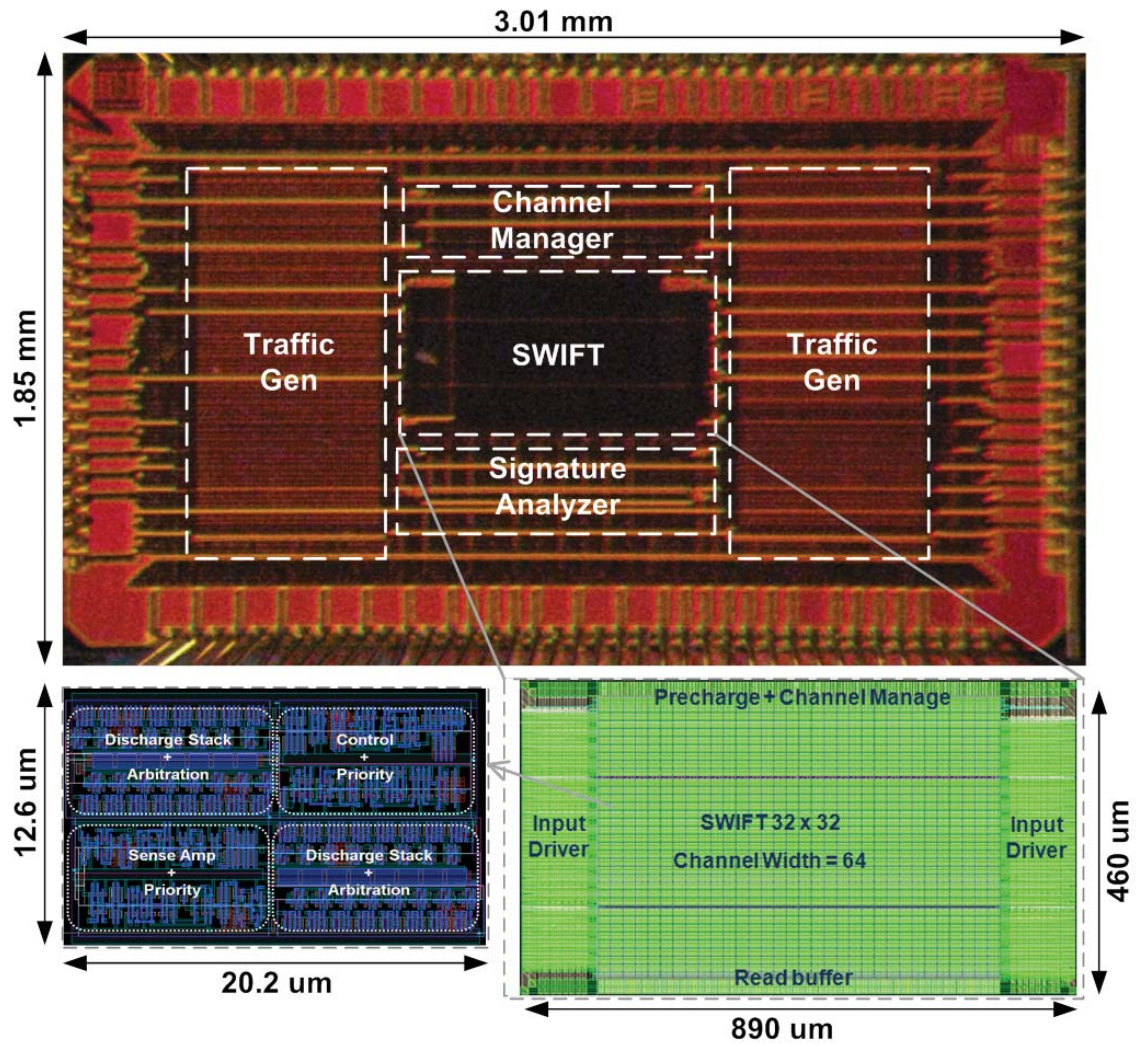 3.01 mm
1.85 mm
Channel
Manager
Traffic
Gen
SWIFT
Traffic
Gen
Signature
Analyzer
12.6 um
Discharge Stack
+
Arbitration
Control
+
Priority
Sense Amp
+
Priority
Discharge Stack
+
Arbitration
20.2 um
Precharge + Channel Manage
Input
Driver
SWIFT 32 x 32
Channel Width = 64
Input
Driver
Read buffer
460 um
890 um